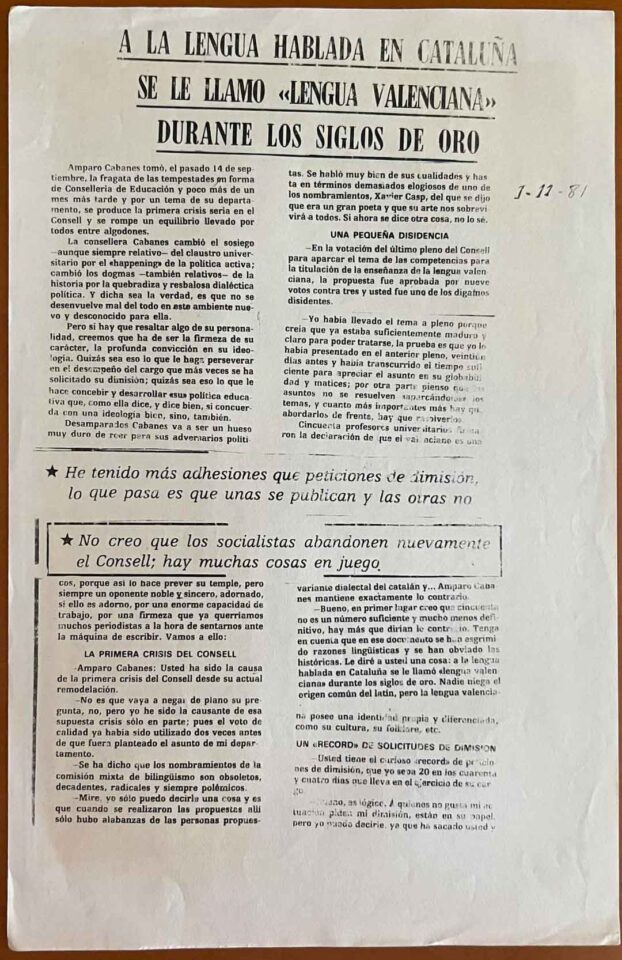 A LA LENGUA HABLADA EN CATALUÑA
SE LE LLAMO «LENGUA VALENCIANA»
DURANTE LOS SIGLOS DE ORO
1-12-81
Amparo Cabanes tomó, el pasado 14 de sep-
tiembre, la fragata de las tempestades en forma
de Conselleria de Educación y poco más de un
mes más tarde y por un tema de su departa-
mento, se produce la primera crisis seria en el
Consell y se rompe un equilibrio llevado por
todos entre algodones.
La consellera Cabanes cambió el sosiego
—aunque siempre relativo— del claustro univer-
sitario por el «happening» de la política activa;
cambió los dogmas —también relativos— de la
historia por la quebradiza y resbalosa dialéctica
política. Y dicha sea la verdad, es que no se
desenvuelve mal del todo en este ambiente nue-
vo y desconocido para ella.
Pero si hay que resaltar algo de su persona-
lidad, creemos que ha de ser la firmeza de su
carácter, la profunda convicción en su ideo-
logía. Quizás sea eso lo que le haga perseverar
en el desempeño del cargo que más veces se ha
solicitado su dimisión; quizás sea eso lo que le
hace concebir y desarrollar «su» política educa-
tiva que, como ella dice, y dice bien, si concuer-
da con una ideología bien, sino, también.
Desamparados Cabanes va a ser un hueso
muy duro de roer para sus adversarios políti-
tas. Se habló muy bien de sus cualidades y has
ta en términos demasiados elogiosos de uno de
los nombramientos, Xavier Casp, del que se dijo
que era un gran poeta y que su arte nos sobrevi
virá a todos. Si ahora se dice otra cosa, no lo sé.
UNA PEQUEÑA DISIDENCIA
—En la votación del último pleno del Consell
para aparcar el tema de las competencias para
la titulación de la enseñanza de la lengua valen-
ciana, la propuesta fue aprobada por nueve
votos contra tres y usted fue uno de los digamos
disidentes.
—Yo había llevado el tema a pleno porque
creía que ya estaba suficientemente maduro y
claro para poder tratarse, la prueba es que yo lo
había presentado en el anterior pleno, veintiún
días antes y había transcurrido el tiempo sufi
ciente para apreciar el asunto en su globali
dad y matices; por otra parte pienso que los
asuntos no se resuelven aparcándose los
temas, y cuanto más importantes más hay que
abordarlos de frente, hay que resolverlos.
Cincuenta profesores universitarios firma-
ron la declaración de que el valenciano es una
★ He tenido más adhesiones que peticiones de dimisión,
lo que pasa es que unas se publican y las otras no
★ No creo que los socialistas abandonen nuevamente
el Consell; hay muchas cosas en juego
cos, porque así lo hace prever su temple, pero
siempre un oponente noble y sincero, adornado,
si ello es adorno, por una enorme capacidad de
trabajo, por una firmeza que ya querríamos
muchos periodistas a la hora de sentarnos ante
la máquina de escribir. Vamos a ello:
LA PRIMERA CRISIS DEL CONSELL
—Amparo Cabanes: Usted ha sido la causa
de la primera crisis del Consell desde su actual
remodelación.
—No es que vaya a negar de plano su pre-
gunta, no, pero yo he sido la causante de esa
supuesta crisis sólo en parte; pues el voto de
calidad ya había sido utilizado dos veces antes
de que fuera planteado el asunto de mi depar-
tamento.
—Se ha dicho que los nombramientos de la
comisión mixta de bilingüismo son obsoletos,
decadentes, radicales y siempre polémicos.
—Mire, yo sólo puedo decirle una cosa y es
que cuando se realizaron las propuestas allí
sólo hubo alabanzas de las personas propues-
variante dialectal del catalán y... Amparo Caba
nes mantiene exactamente lo contrario.
—Bueno, en primer lugar creo que cincuenta
no es un número suficiente y mucho menos defi-
nitivo, hay más que dirían lo contrario. Tenga
en cuenta que en ese documento se han esgrimi
do razones lingüísticas y se han obviado las
históricas. Le diré a usted una cosa: a la lengua
hablada en Cataluña se le llamó «lengua valen
ciana» durante los siglos de oro. Nadie niega el
origen común del latín, pero la lengua valencia-
na posee una identidad propia y diferenciada,
como su cultura, su folklore, etc.
UN «RECORD» DE SOLICITUDES DE DIMISION
—Usted tiene el curioso «record» de peticio
nes de dimisión, que yo sepa 20 en los cuarenta
y cuatro días que lleva en el ejercicio de su car
go.
—Bueno, es lógico. A quienes no gusta mi ac
tuación piden mi dimisión, están en su papel,
pero yo puedo decirle, ya que ha sacado usted y